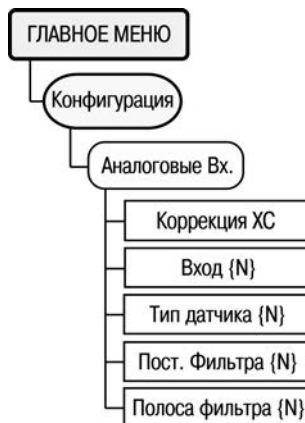 ГЛАВНОЕ МЕНЮ
Конфигурация
Аналоговые Вх.
Коррекция ХС
Вход {N}
Тип датчика {N}
Пост. Фильтра {N}
Полоса фильтра {N}